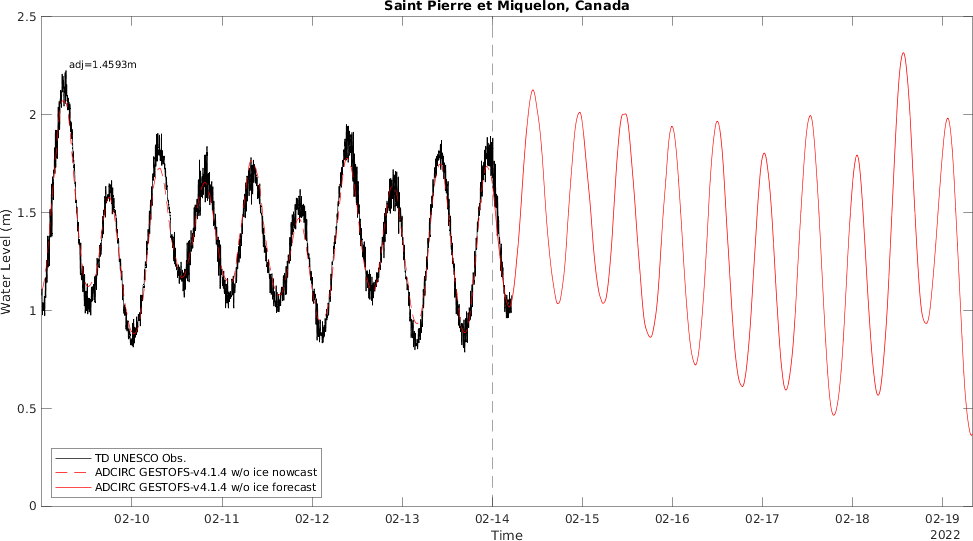 Saint Pierre et Miquelon, Canada
adj=1.4593m
Water Level (m)
2.5
2
1.5
1
0.5
0
TD UNESCO Obs.
ADCIRC GESTOFS-v4.1.4 w/o ice nowcast
ADCIRC GESTOFS-v4.1.4 w/o ice forecast
02-10 02-11 02-12 02-13 02-14 02-15 02-16 02-17 02-18 02-19
Time
2022